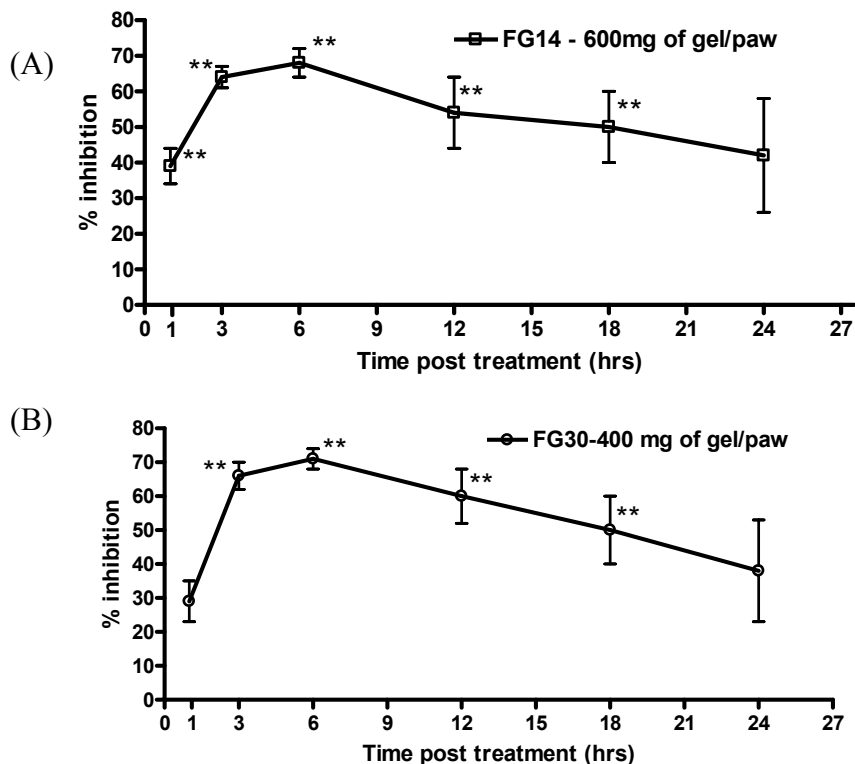 (A)
80
70
60
50
40
30
20
10
0
% inhibition
FG14 - 600mg of gel/paw
**
**
**
**
**
0 1 3 6 9 12 15 18 21 24 27
Time post treatment (hrs)
(B)
80
70
60
50
40
30
20
10
0
% inhibition
FG30-400 mg of gel/paw
**
**
**
**
0 1 3 6 9 12 15 18 21 24 27
Time post treatment (hrs)